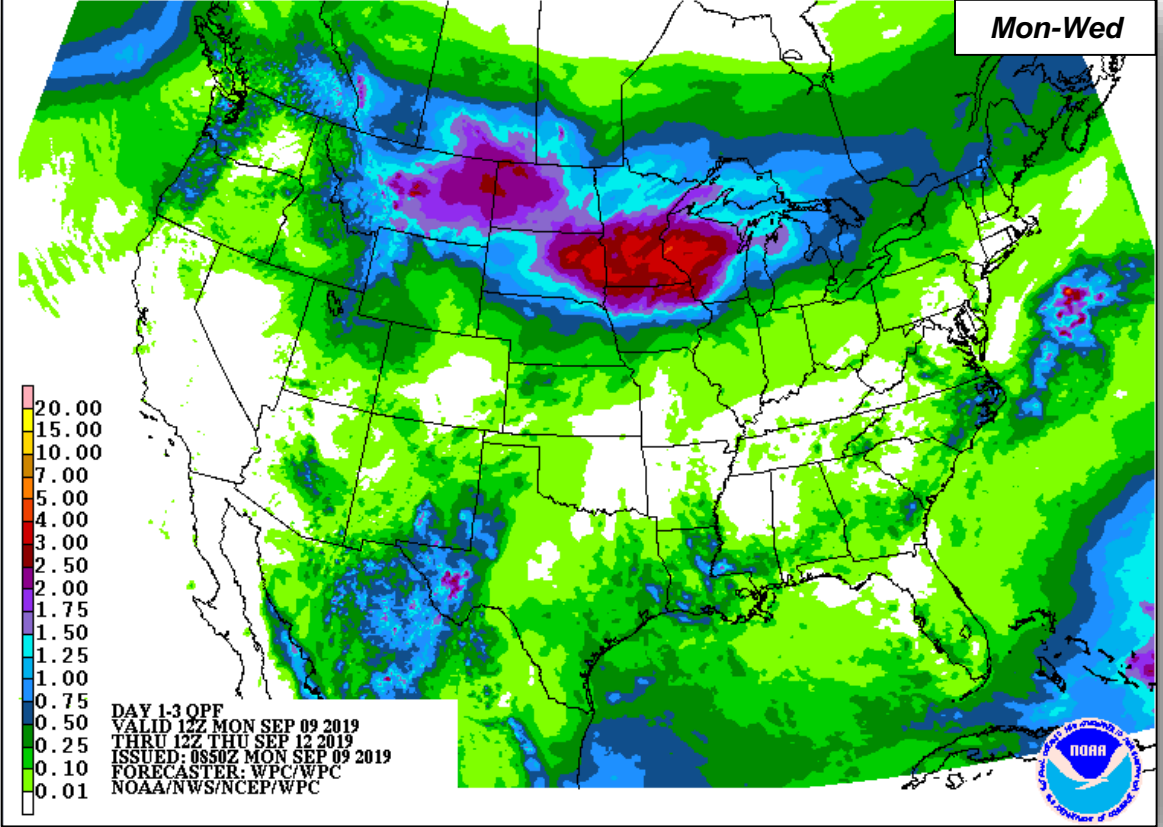 Mon-Wed
20.00
15.00
10.00
7.00
5.00
4.00
3.00
2.50
2.00
1.75
1.50
1.25
1.00
0.75
0.50
0.25
0.10
0.01
DAY 1-3 QPF
VALID 12Z MON SEP 09 2019
THRU 12Z THU SEP 12 2019
ISSUED: 0850Z MON SEP 09 2019
FORECASTER: WPC/WPC
NOAA/NWS/NCEP/WPC
NOAA